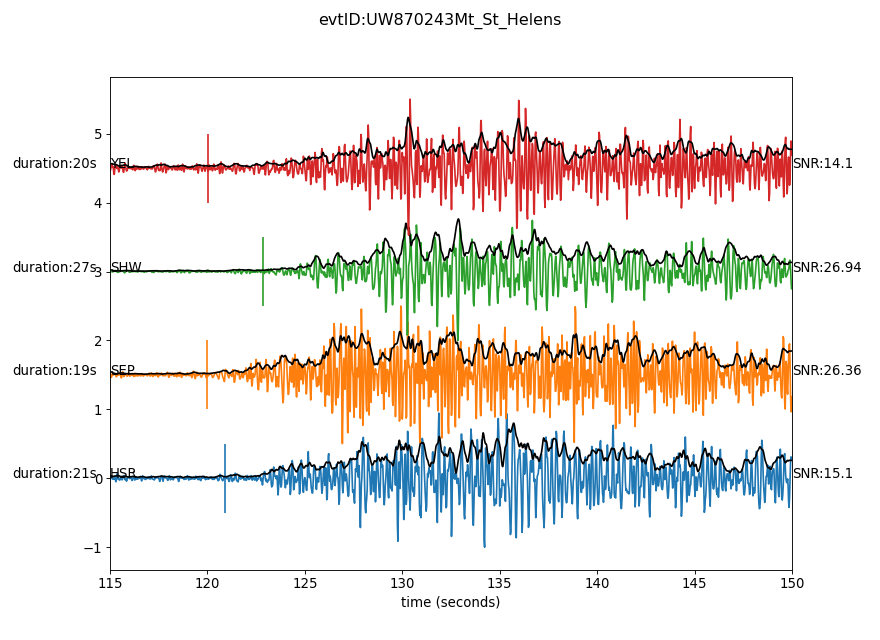 evtID:UW870243Mt_St_Helens
5
duration:20s YEL SNR:14.1
4
duration:27s 3 SHW SNR:26.94
2
duration:19s SEP SNR:26.36
1
duration:21s 0 HSR SNR:15.1
−1
115 120 125 130 135 140 145 150
time (seconds)